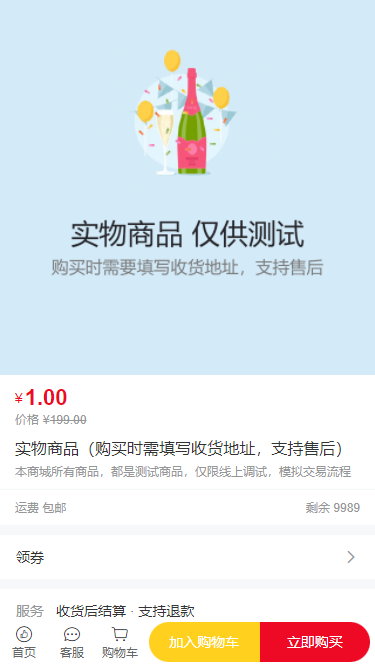 实物商品 仅供测试
购买时需要填写收货地址，支持售后
¥1.00
价格 ¥199.00
实物商品（购买时需填写收货地址，支持售后）
本商城所有商品，都是测试商品，仅限线上调试，模拟交易流程
运费 包邮 剩余 9989
领券
服务 收货后结算 · 支持退款
首页 客服 购物车 加入购物车 立即购买